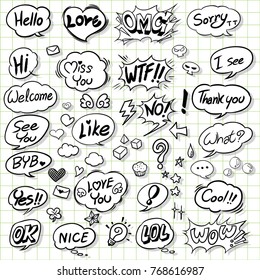 Hello
LOVE
OMG
Sorry..
Hi
Miss
You
WTF!!
I see
Welcome
NO!
!
Thank you
See
You
Like
?
What?
BYB
LOVE
YOU
?
!
Yes!!
Cool!!
OK
NICE
LOL
WOW
shutterstock.com · 768616987